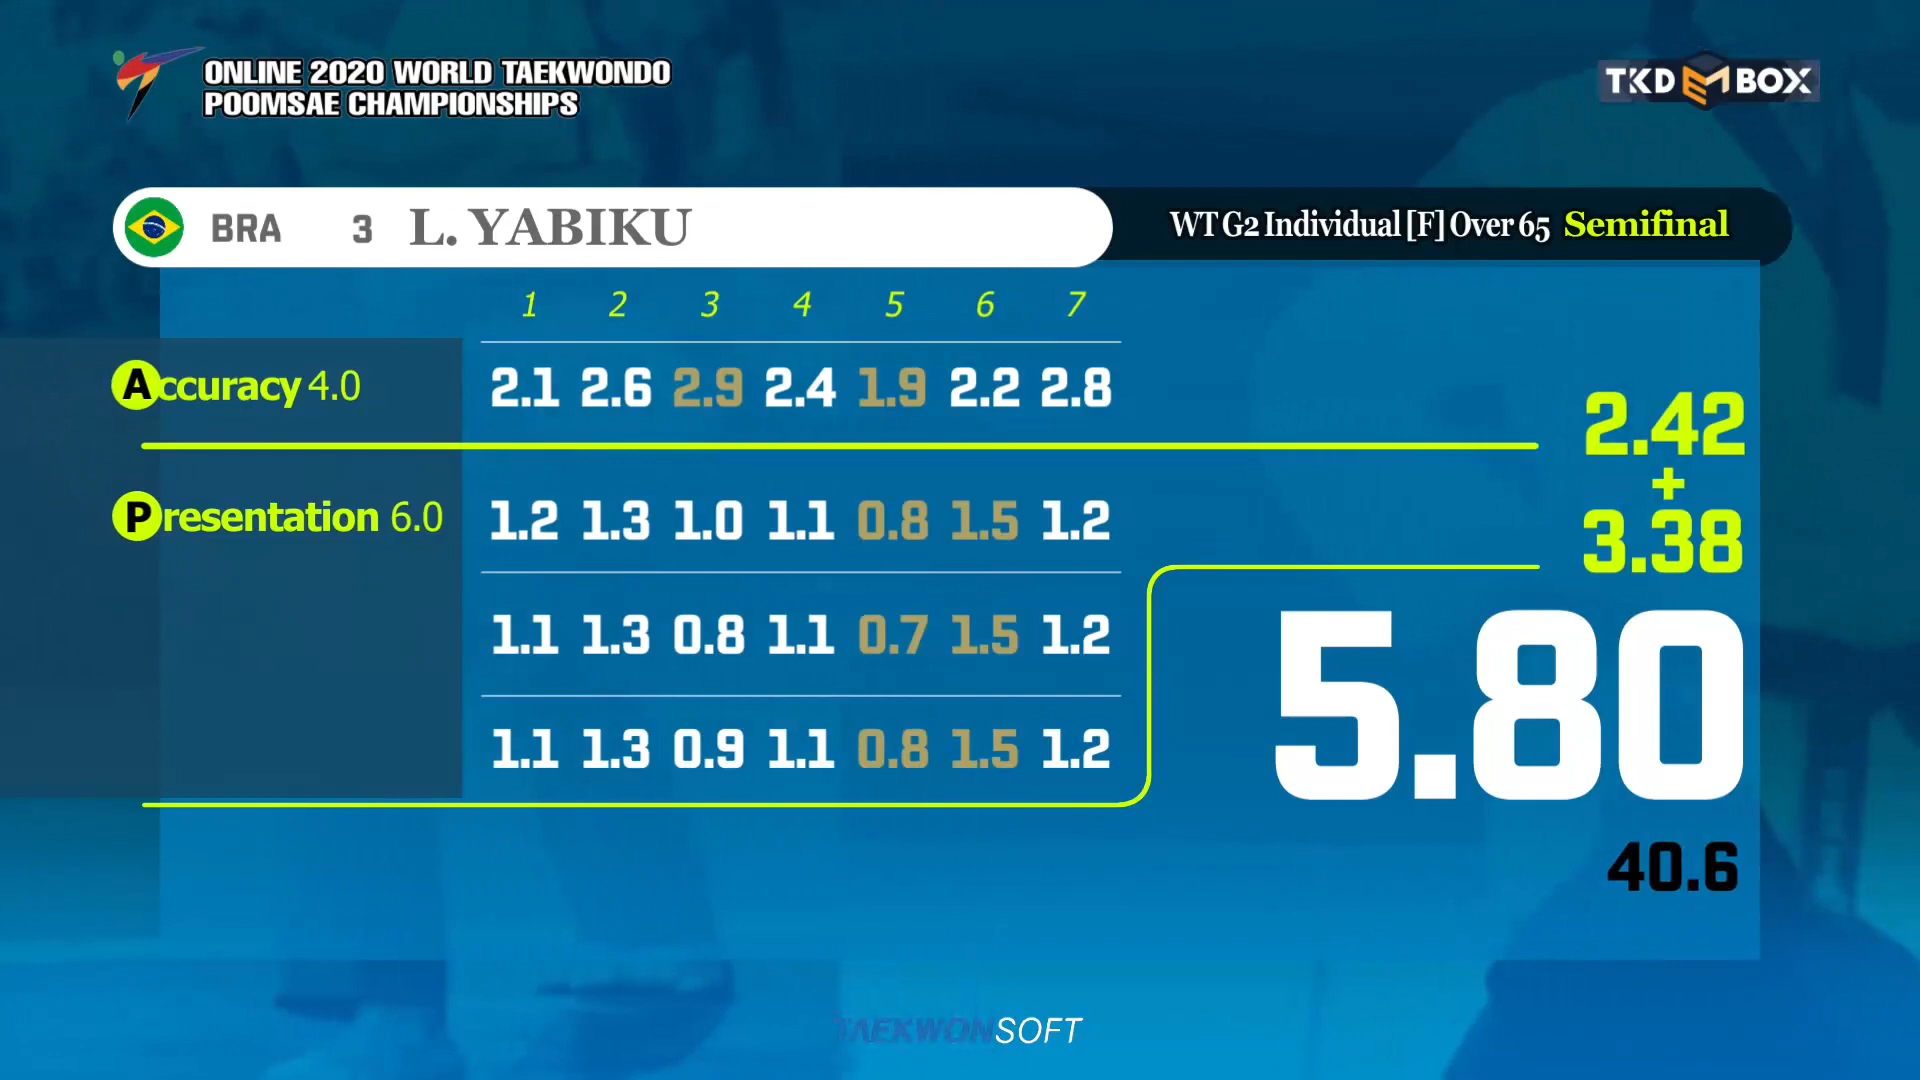 ONLINE 2020 WORLD TAEKWONDO
POOMSAE CHAMPIONSHIPS
TKD BOX
BRA 3 L. YABIKU
WT G2 Individual [F] Over 65 Semifinal
1 2 3 4 5 6 7
Accuracy 4.0 2.1 2.6 2.9 2.4 1.9 2.2 2.8
2.42
+
Presentation 6.0 1.2 1.3 1.0 1.1 0.8 1.5 1.2
3.38
1.1 1.3 0.8 1.1 0.7 1.5 1.2
1.1 1.3 0.9 1.1 0.8 1.5 1.2
5.80
40.6
TAEKWONSOFT